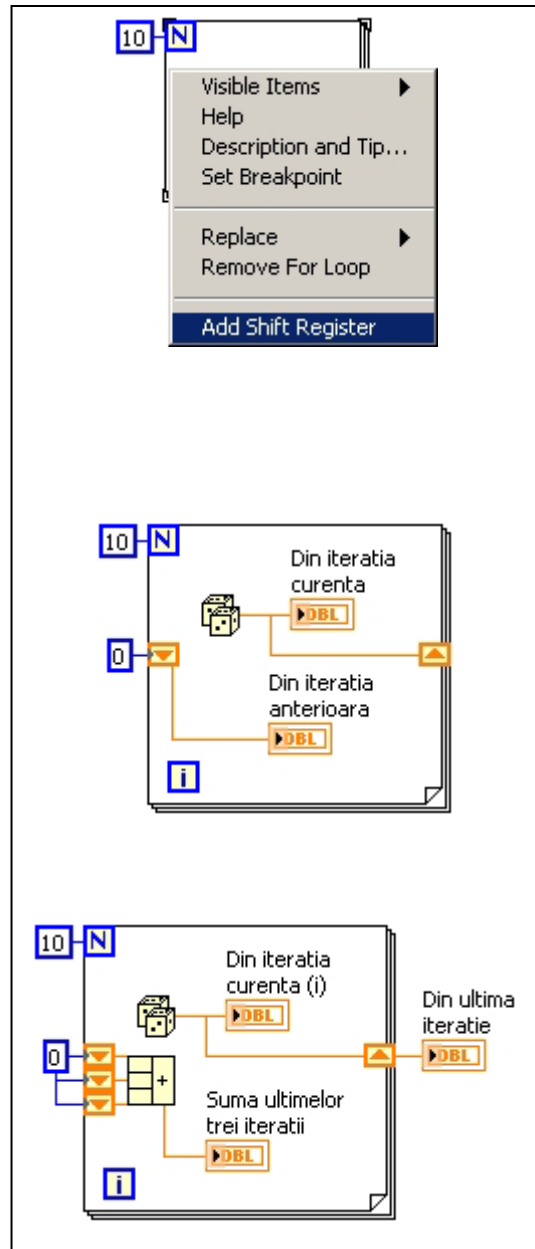 10 N
Visible Items
Help
Description and Tip...
Set Breakpoint
Replace
Remove For Loop
Add Shift Register
10 N
Din iteratia
curenta
DBL
0
Din iteratia
anterioara
DBL
i
10 N
Din iteratia
curenta (i)
DBL
Din ultima
iteratie
DBL
0
+
Suma ultimelor
trei iteratii
DBL
i